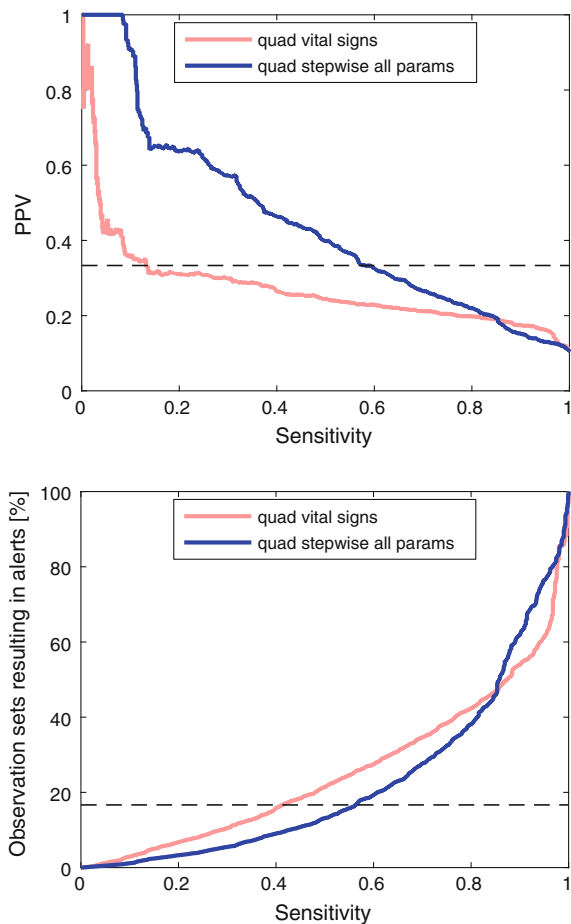 1
0.8
0.6
0.4
0.2
0
PPV
quad vital signs
quad stepwise all params
0 0.2 0.4 0.6 0.8 1
Sensitivity
100
80
60
40
20
0
Observation sets resulting in alerts [%]
quad vital signs
quad stepwise all params
0 0.2 0.4 0.6 0.8 1
Sensitivity